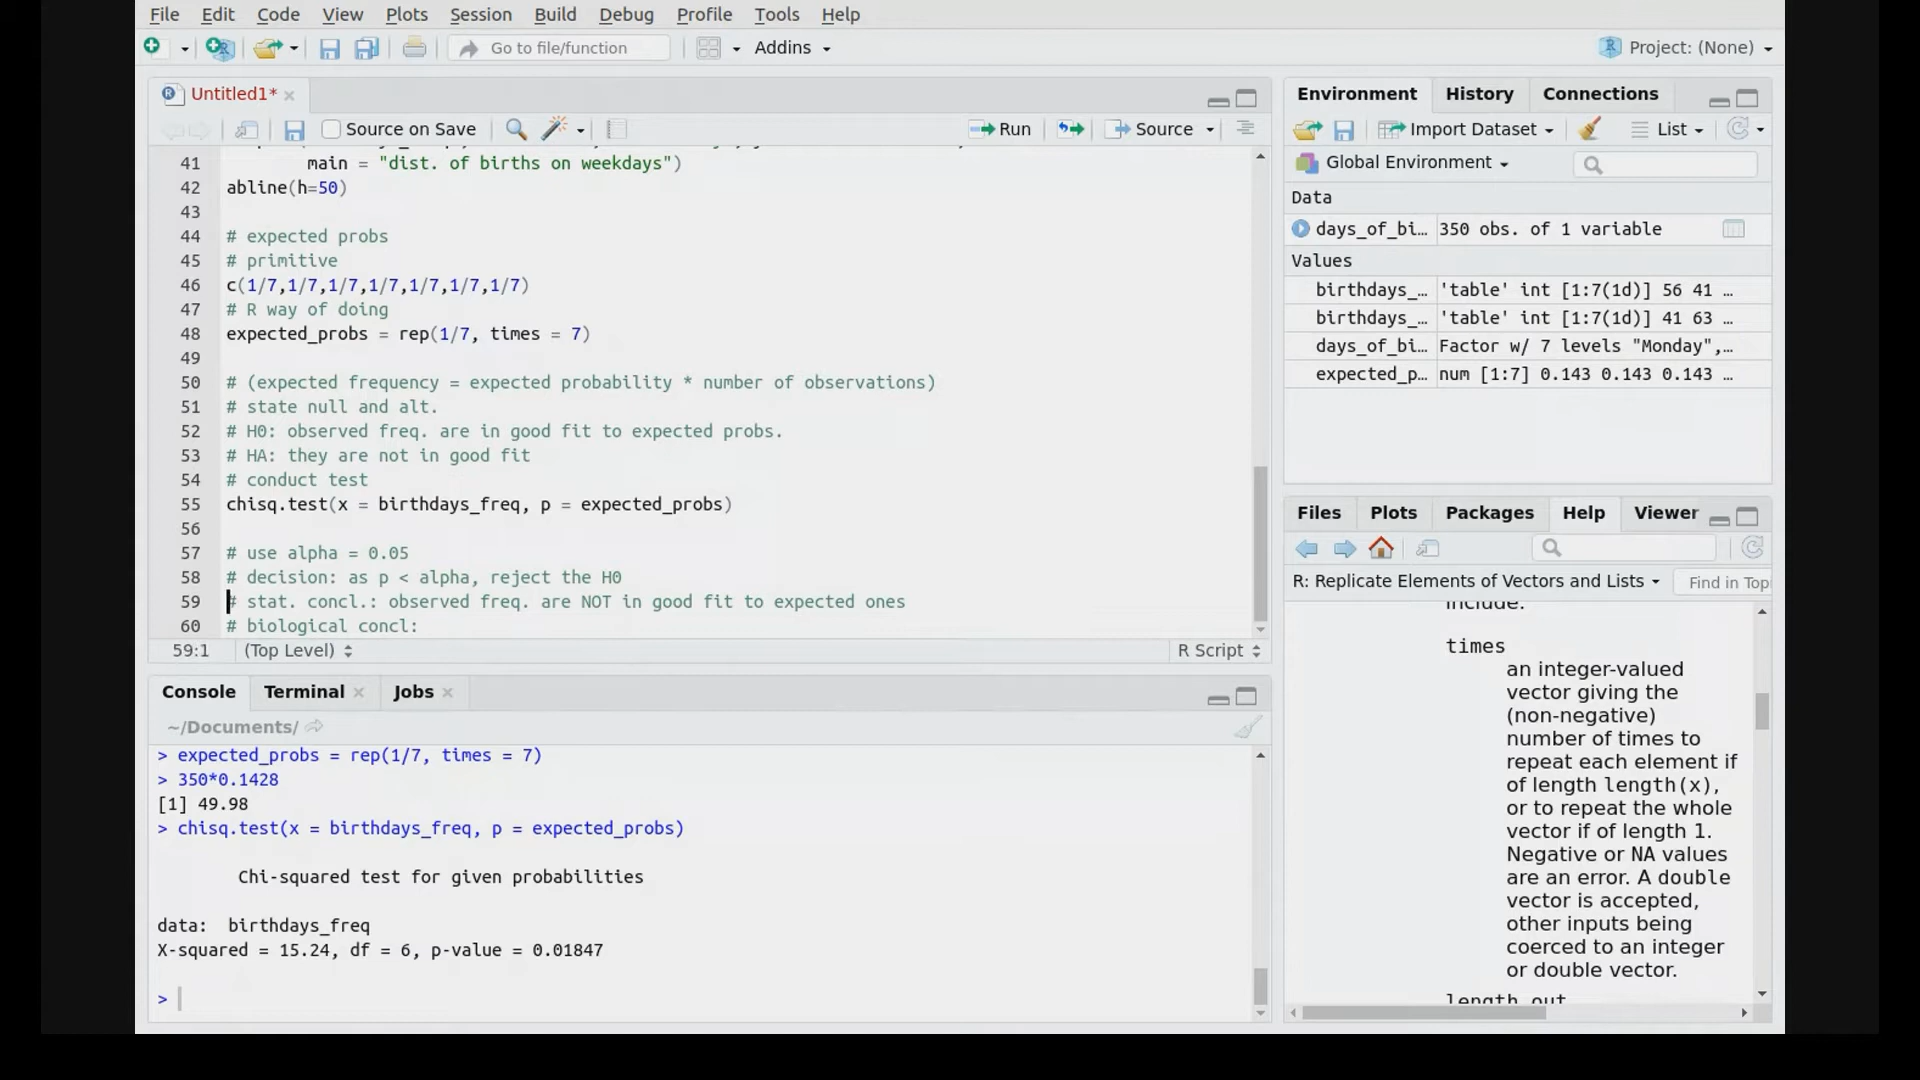 File Edit Code View Plots Session Build Debug Profile Tools Help
Go to file/function Addins Project: (None)
Untitled1*
Source on Save Run Source
41 main = "dist. of births on weekdays")
42 abline(h=50)
43
44 # expected probs
45 # primitive
46 c(1/7,1/7,1/7,1/7,1/7,1/7,1/7)
47 # R way of doing
48 expected_probs = rep(1/7, times = 7)
49
50 # (expected frequency = expected probability * number of observations)
51 # state null and alt.
52 # H0: observed freq. are in good fit to expected probs.
53 # HA: they are not in good fit
54 # conduct test
55 chisq.test(x = birthdays_freq, p = expected_probs)
56
57 # use alpha = 0.05
58 # decision: as p < alpha, reject the H0
59 # stat. concl.: observed freq. are NOT in good fit to expected ones
60 # biological concl:
59:1 (Top Level) R Script
Console Terminal Jobs
~/Documents/
> expected_probs = rep(1/7, times = 7)
> 350*0.1428
[1] 49.98
> chisq.test(x = birthdays_freq, p = expected_probs)
Chi-squared test for given probabilities
data: birthdays_freq
X-squared = 15.24, df = 6, p-value = 0.01847
>
Environment History Connections
Import Dataset List
Global Environment
Data
days_of_bi… 350 obs. of 1 variable
Values
birthdays_… 'table' int [1:7(1d)] 56 41 …
birthdays_… 'table' int [1:7(1d)] 41 63 …
days_of_bi… Factor w/ 7 levels "Monday",…
expected_p… num [1:7] 0.143 0.143 0.143 …
Files Plots Packages Help Viewer
R: Replicate Elements of Vectors and Lists Find in Top
include:
times
an integer-valued
vector giving the
(non-negative)
number of times to
repeat each element if
of length length(x),
or to repeat the whole
vector if of length 1.
Negative or NA values
are an error. A double
vector is accepted,
other inputs being
coerced to an integer
or double vector.
length.out